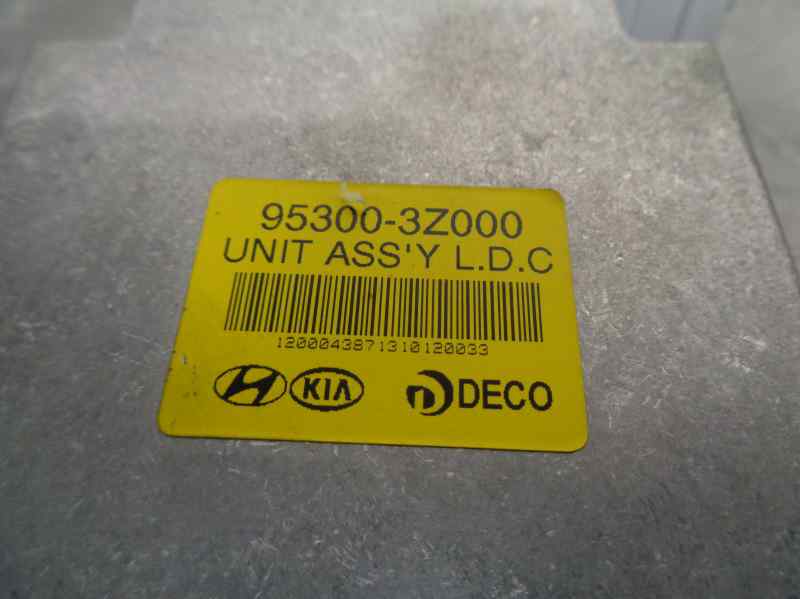 95300-3Z000
UNIT ASS'Y L.D.C
1200043871310120033
KIA DECO